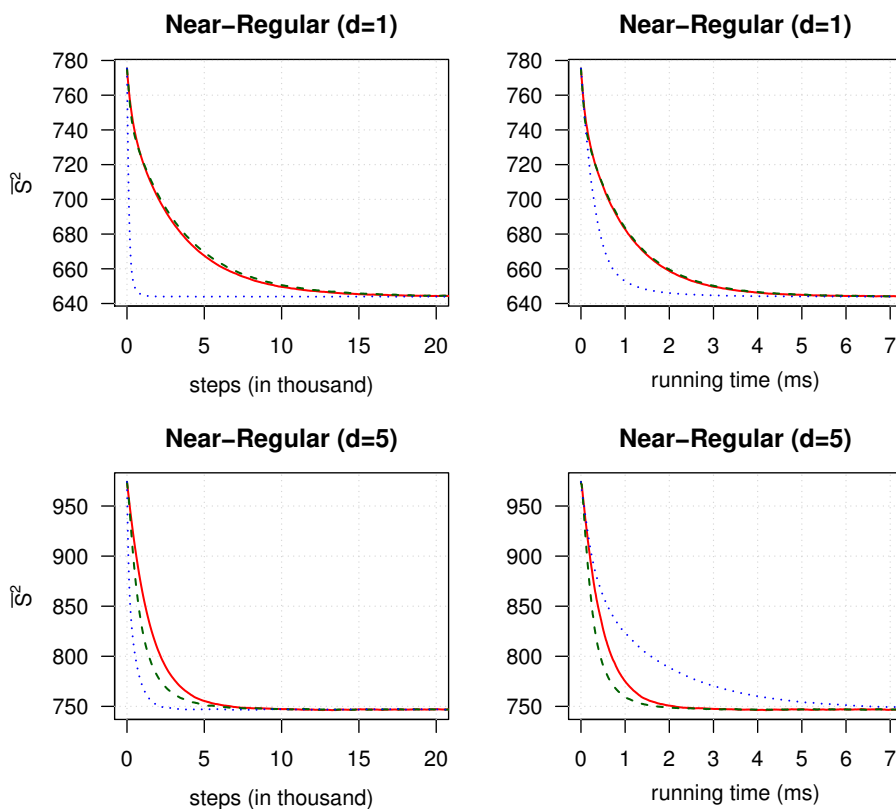 Near−Regular (d=1)
780
760
740
720
700
680
660
640
S̅²
0 5 10 15 20
steps (in thousand)
Near−Regular (d=1)
780
760
740
720
700
680
660
640
0 1 2 3 4 5 6 7
running time (ms)
Near−Regular (d=5)
950
900
850
800
750
S̅²
0 5 10 15 20
steps (in thousand)
Near−Regular (d=5)
950
900
850
800
750
0 1 2 3 4 5 6 7
running time (ms)